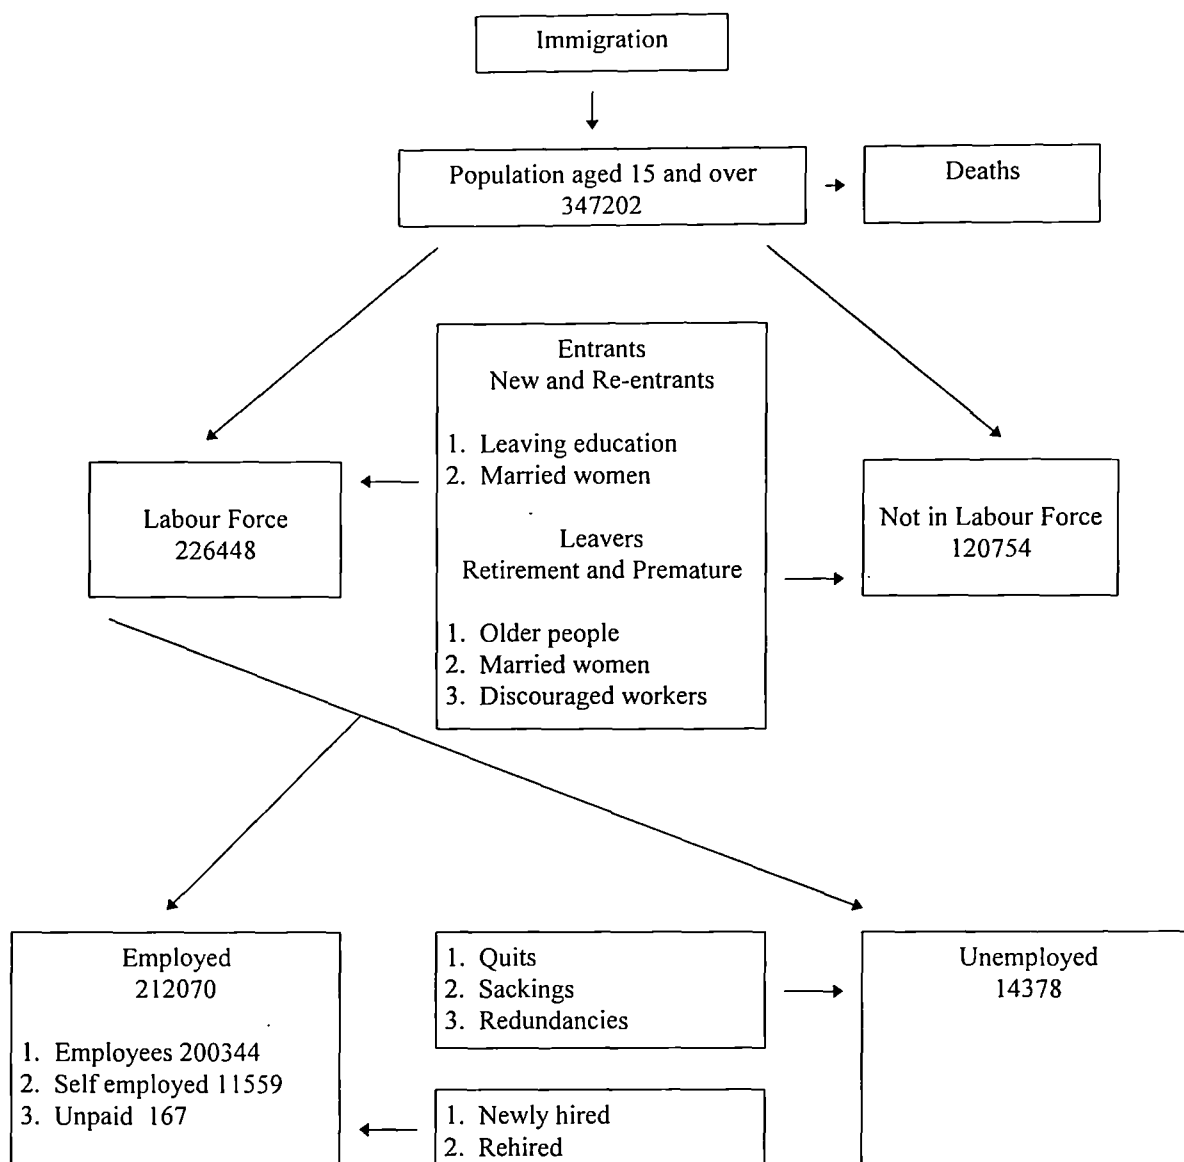 Immigration
Population aged 15 and over
347202
Deaths
Entrants
New and Re-entrants
1. Leaving education
2. Married women
Leavers
Retirement and Premature
1. Older people
2. Married women
3. Discouraged workers
Labour Force
226448
Not in Labour Force
120754
Employed
212070
1. Employees 200344
2. Self employed 11559
3. Unpaid 167
1. Quits
2. Sackings
3. Redundancies
1. Newly hired
2. Rehired
Unemployed
14378